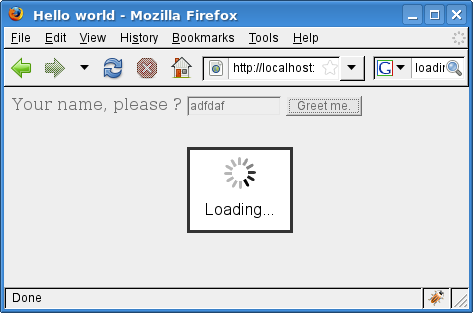 Hello world - Mozilla Firefox
File Edit View History Bookmarks Tools Help
http://localhost: G loadin
Your name, please ? adfdaf Greet me.
Loading...
Done